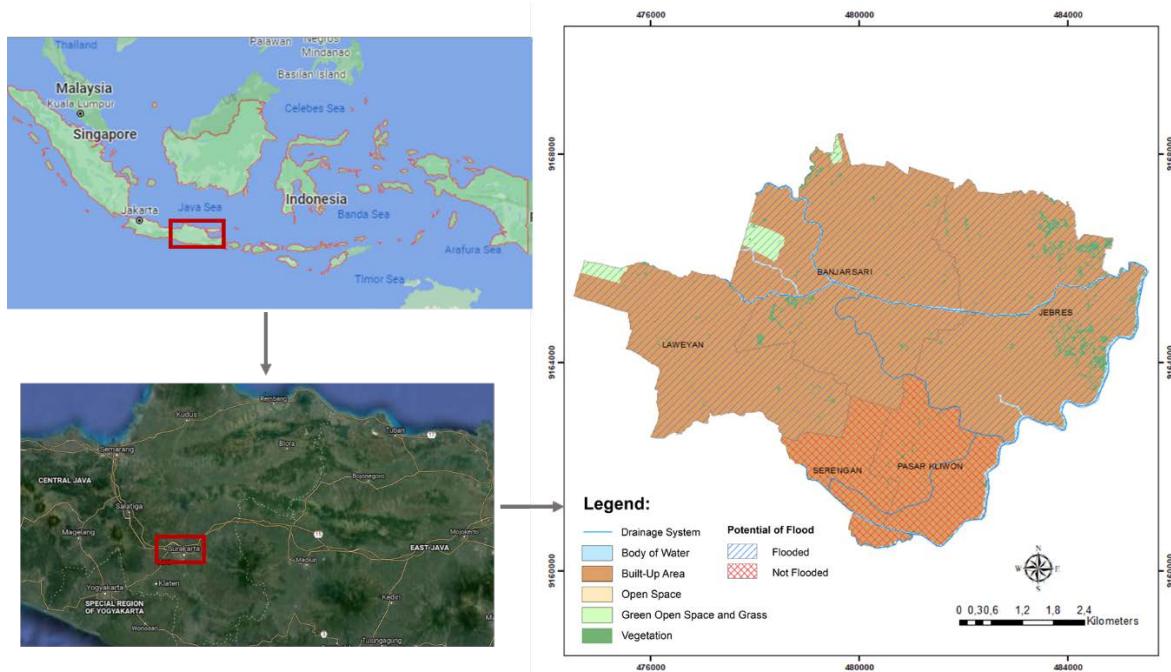 Thailand
Palawan
Negros
Mindanao
Basilan Island
Malaysia
Kuala Lumpur
Celebes Sea
Singapore
Indonesia
Java Sea
Jakarta
Banda Sea
Arafura Sea
Timor Sea
Rembang
Kudus
Tuban
Semarang
Blora
Bojonegoro
CENTRAL JAVA
Salatiga
Magelang
Mojokerto
Surakarta
EAST JAVA
Madiun
Klaten
Yogyakarta
Kediri
SPECIAL REGION
OF YOGYAKARTA
Wonosari
Tulungagung
476000
480000
484000
9168000
9168000
BANJARSARI
JEBRES
LAWEYAN
9164000
9164000
SERENGAN
PASAR KLIWON
9160000
9160000
Legend:
Drainage System
Body of Water
Built-Up Area
Open Space
Green Open Space and Grass
Vegetation
Potential of Flood
Flooded
Not Flooded
N
W
E
S
0 0,30,6 1,2 1,8 2,4
Kilometers
476000
480000
484000